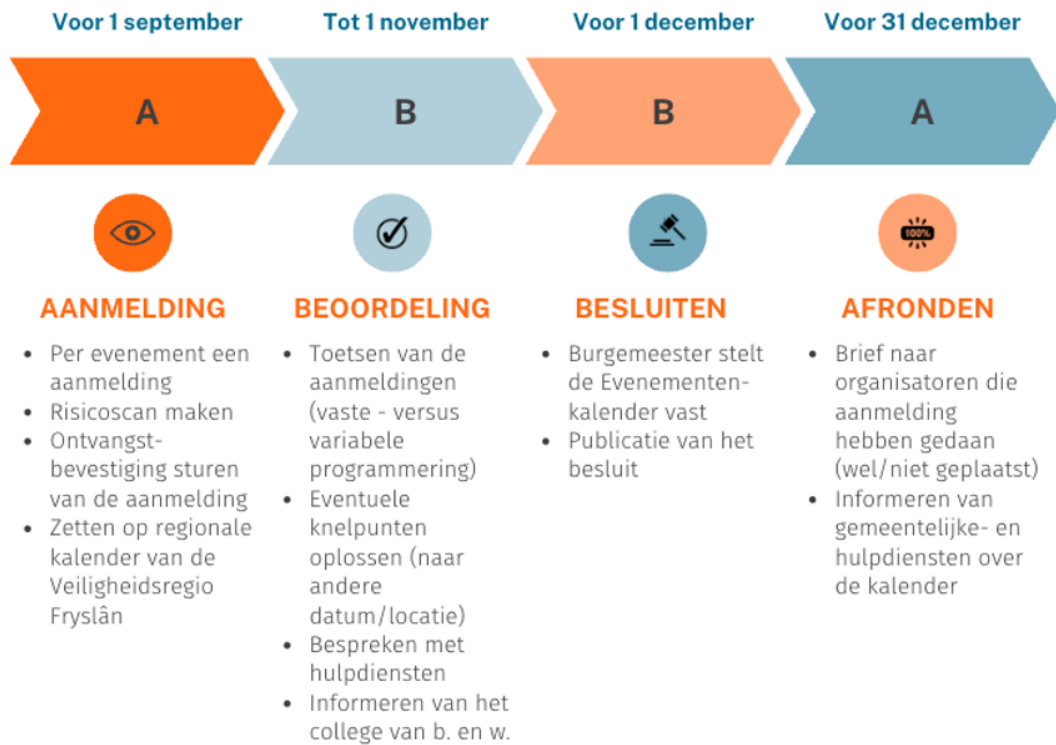 Voor 1 september
Tot 1 november
Voor 1 december
Voor 31 december
A
B
B
A
100%
AANMELDING
• Per evenement een
aanmelding
• Risicoscan maken
• Ontvangst-
bevestiging sturen
van de aanmelding
• Zetten op regionale
kalender van de
Veiligheidsregio
Fryslân
BEOORDELING
• Toetsen van de
aanmeldingen
(vaste - versus
variabele
programmering)
• Eventuele
knelpunten
oplossen (naar
andere
datum/locatie)
• Bespreken met
hulpdiensten
• Informeren van het
college van b. en w.
BESLUITEN
• Burgemeester stelt
de Evenementen-
kalender vast
• Publicatie van het
besluit
AFRONDEN
• Brief naar
organisatoren die
aanmelding
hebben gedaan
(wel/niet geplaatst)
• Informeren van
gemeentelijke- en
hulpdiensten over
de kalender